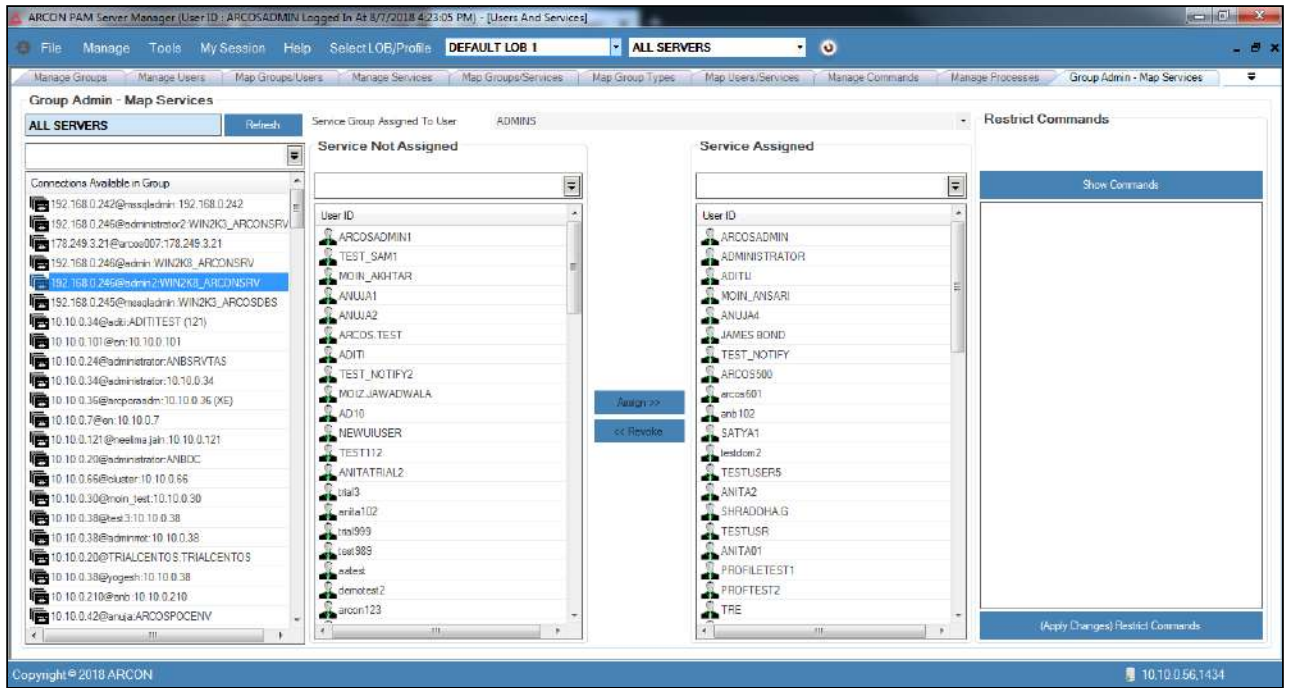 ARCON PAM Server Manager (User ID : ARCOSADMIN Logged In At 8/7/2018 4:23:05 PM) - [Users And Services]
File Manage Tools My Session Help Select LOB/Profile DEFAULT LOB 1 ALL SERVERS
Manage Groups Manage Users Map Groups/Users Manage Services Map Groups/Services Map Group Types Map Users/Services Manage Commands Manage Processes Group Admin - Map Services
Group Admin - Map Services
ALL SERVERS Refresh
Service Group Assigned To User ADMINS
Connections Available in Group
192.168.0.242@mssqladmin:192.168.0.242
192.168.0.246@administrator2:WIN2K3_ARCONSRV
178.249.3.21@arcos007:178.249.3.21
192.168.0.246@admin:WIN2K8_ARCONSRV
192.168.0.246@admin2:WIN2K8_ARCONSRV
192.168.0.245@mssqladmin:WIN2K3_ARCOSDBS
10.10.0.34@aditi:ADITITEST (121)
10.10.0.101@en:10.10.0.101
10.10.0.24@administrator:ANBSRVTAS
10.10.0.34@administrator:10.10.0.34
10.10.0.36@arcporaadm:10.10.0.36 (XE)
10.10.0.7@en:10.10.0.7
10.10.0.121@neelima.jain:10.10.0.121
10.10.0.20@administrator:ANBDC
10.10.0.66@cluster:10.10.0.66
10.10.0.30@moin_test:10.10.0.30
10.10.0.38@test3:10.10.0.38
10.10.0.38@adminroot:10.10.0.38
10.10.0.20@TRIALCENTOS:TRIALCENTOS
10.10.0.38@yogesh:10.10.0.38
10.10.0.210@anb:10.10.0.210
10.10.0.42@anuja:ARCOSPOCENV
Service Not Assigned
User ID
ARCOSADMIN1
TEST_SAM1
MOIN_AKHTAR
ANUJA1
ANUJA2
ARCOS.TEST
ADITI
TEST_NOTIFY2
MOIZ.JAWADWALA
AD10
NEWUIUSER
TEST112
ANITATRIAL2
trial3
anita102
trial999
test989
aatest
demotest2
arcon123
Assign >>
<< Revoke
Service Assigned
User ID
ARCOSADMIN
ADMINISTRATOR
ADITIJ
MOIN_ANSARI
ANUJA4
JAMES BOND
TEST_NOTIFY
ARCOS500
arcos601
anb102
SATYA1
testdom2
TESTUSER5
ANITA2
SHRADDHA.G
TESTUSR
ANITA01
PROFILETEST1
PROFTEST2
TRE
Restrict Commands
Show Commands
(Apply Changes) Restrict Commands
Copyright © 2018 ARCON 10.10.0.56,1434